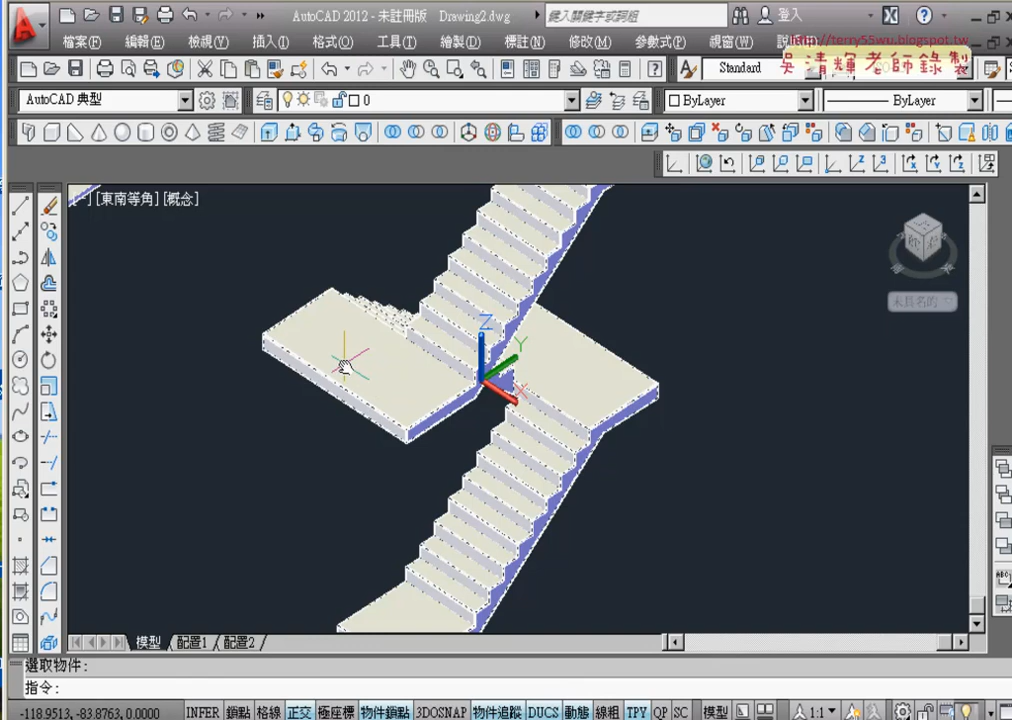 AutoCAD 2012 - 未註冊版 Drawing2.dwg
鍵入關鍵字或詞組
登入
檔案(F) 編輯(E) 檢視(V) 插入(I) 格式(O) 工具(T) 繪製(D) 標註(N) 修改(M) 參數式(P) 視窗(W)
http://terry55wu.blogspot.tw
吳清輝老師錄製
Standard
AutoCAD 典型
0
ByLayer
ByLayer
[-] [東南等角] [概念]
未具名的
Z
Y
X
模型 配置1 配置2
選取物件:
指令:
-118.9513, -83.8763, 0.0000
INFER 鎖點 格線 正交 極座標 物件鎖點 3DOSNAP 物件追蹤 DUCS 動態 線粗 TPY QP SC 模型 1:1